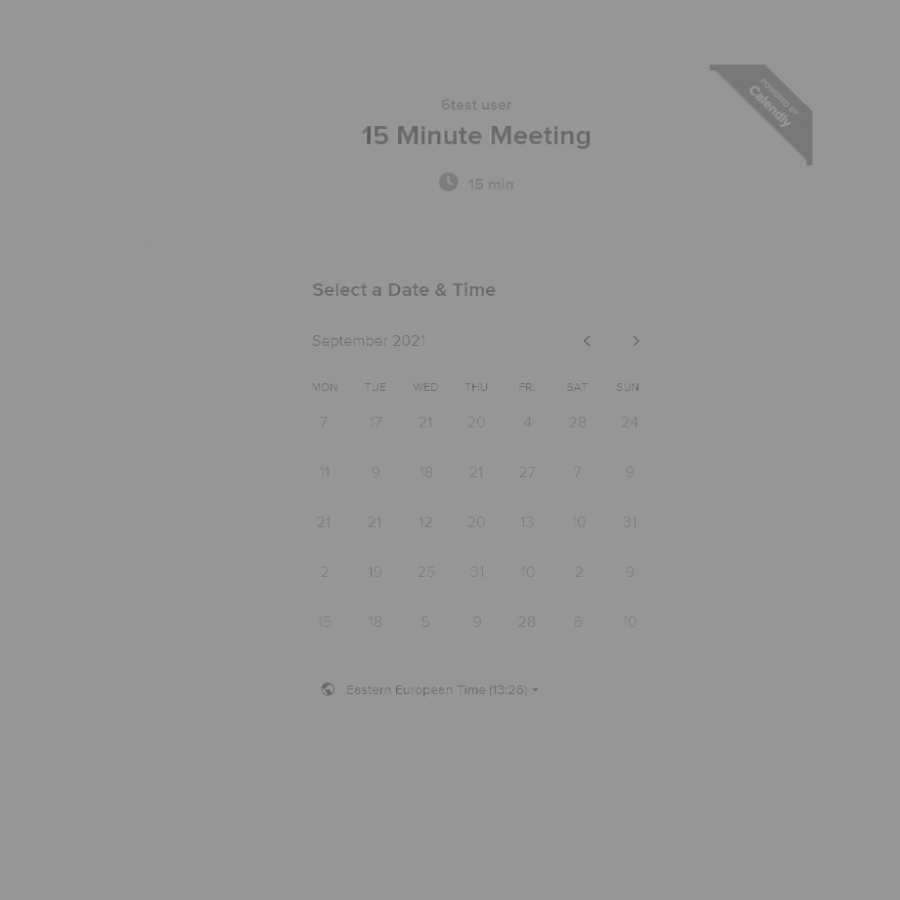 POWERED BY
Calendly
6test user
15 Minute Meeting
15 min
Select a Date & Time
September 2021
MON TUE WED THU FRI SAT SUN
7 17 21 20 4 28 24
11 9 18 21 27 7 9
21 21 12 20 13 10 31
2 19 25 31 10 2 9
15 18 5 9 28 6 10
Eastern European Time (13:26)